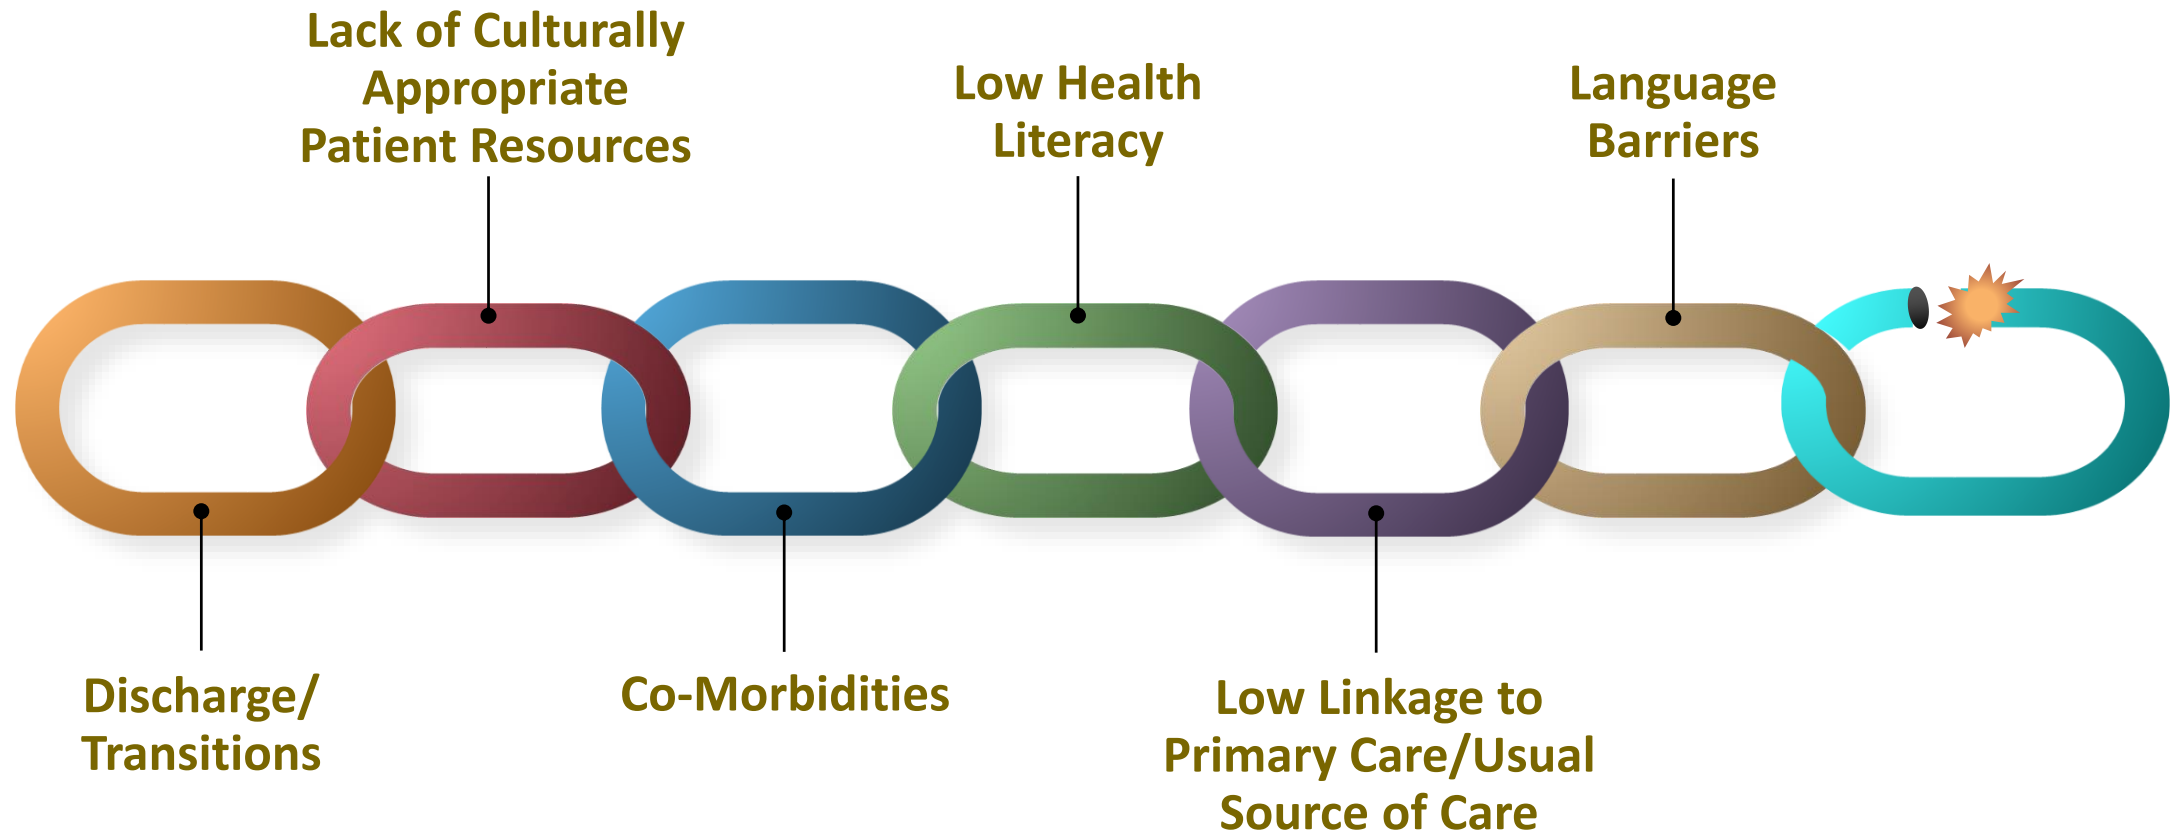 Lack of Culturally
Appropriate
Patient Resources
Low Health
Literacy
Language
Barriers
Discharge/
Transitions
Co-Morbidities
Low Linkage to
Primary Care/Usual
Source of Care